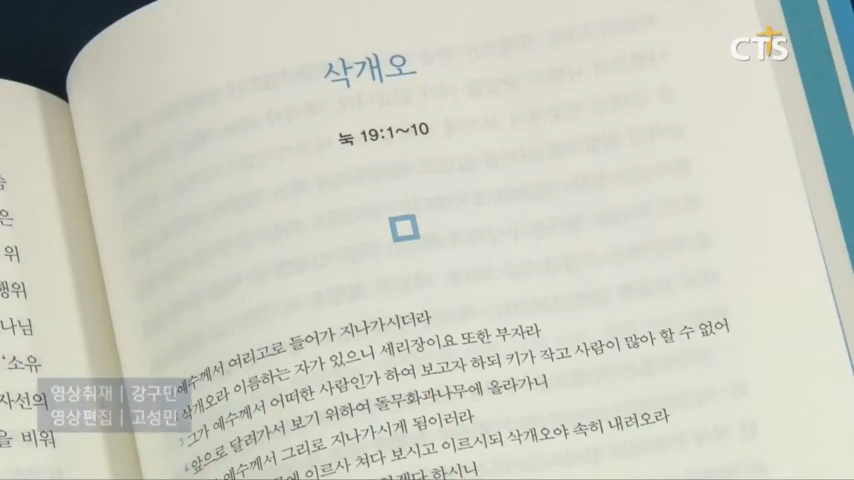 CTS
삭개오
눅 19:1~10
예수께서 여리고로 들어가 지나가시더라
삭개오라 이름하는 자가 있으니 세리장이요 또한 부자라
3 그가 예수께서 어떠한 사람인가 하여 보고자 하되 키가 작고 사람이 많아 할 수 없어
4 앞으로 달려가서 보기 위하여 돌무화과나무에 올라가니
예수께서 그리로 지나가시게 됨이러라
이르사 쳐다 보시고 이르시되 삭개오야 속히 내려오라
하시니
은
위
행위
나님
‘소유
자선의
을 비워
영상취재 | 강구민
영상편집 | 고성민